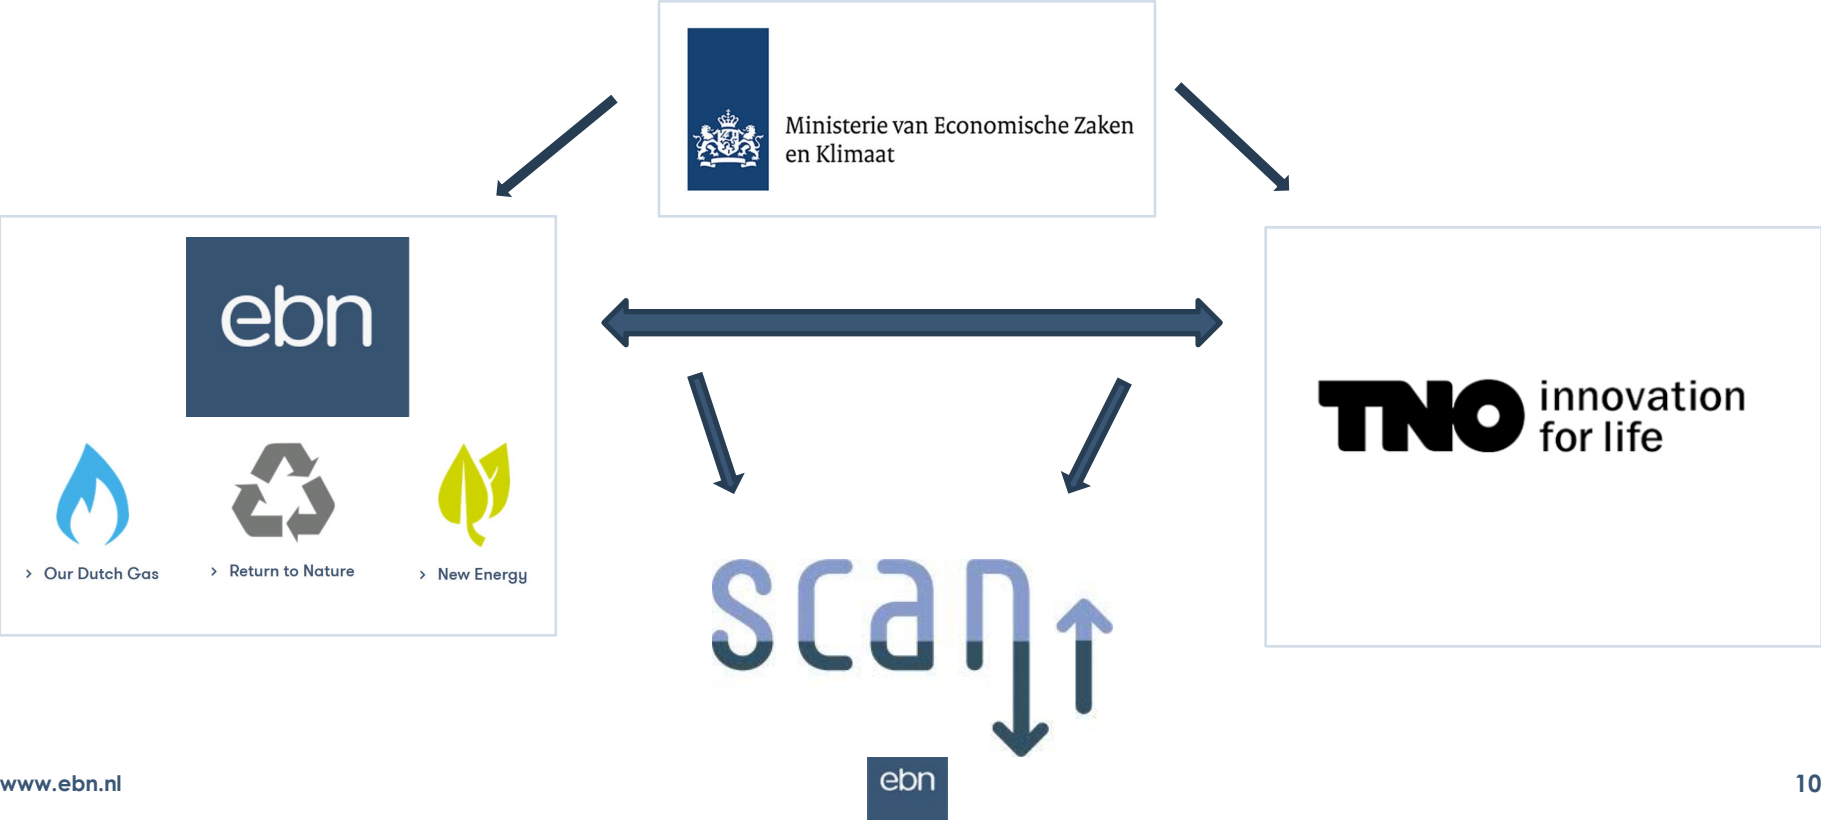 Ministerie van Economische Zaken
en Klimaat
ebn
> Our Dutch Gas
> Return to Nature
> New Energy
TNO innovation
for life
scan
www.ebn.nl
ebn
10